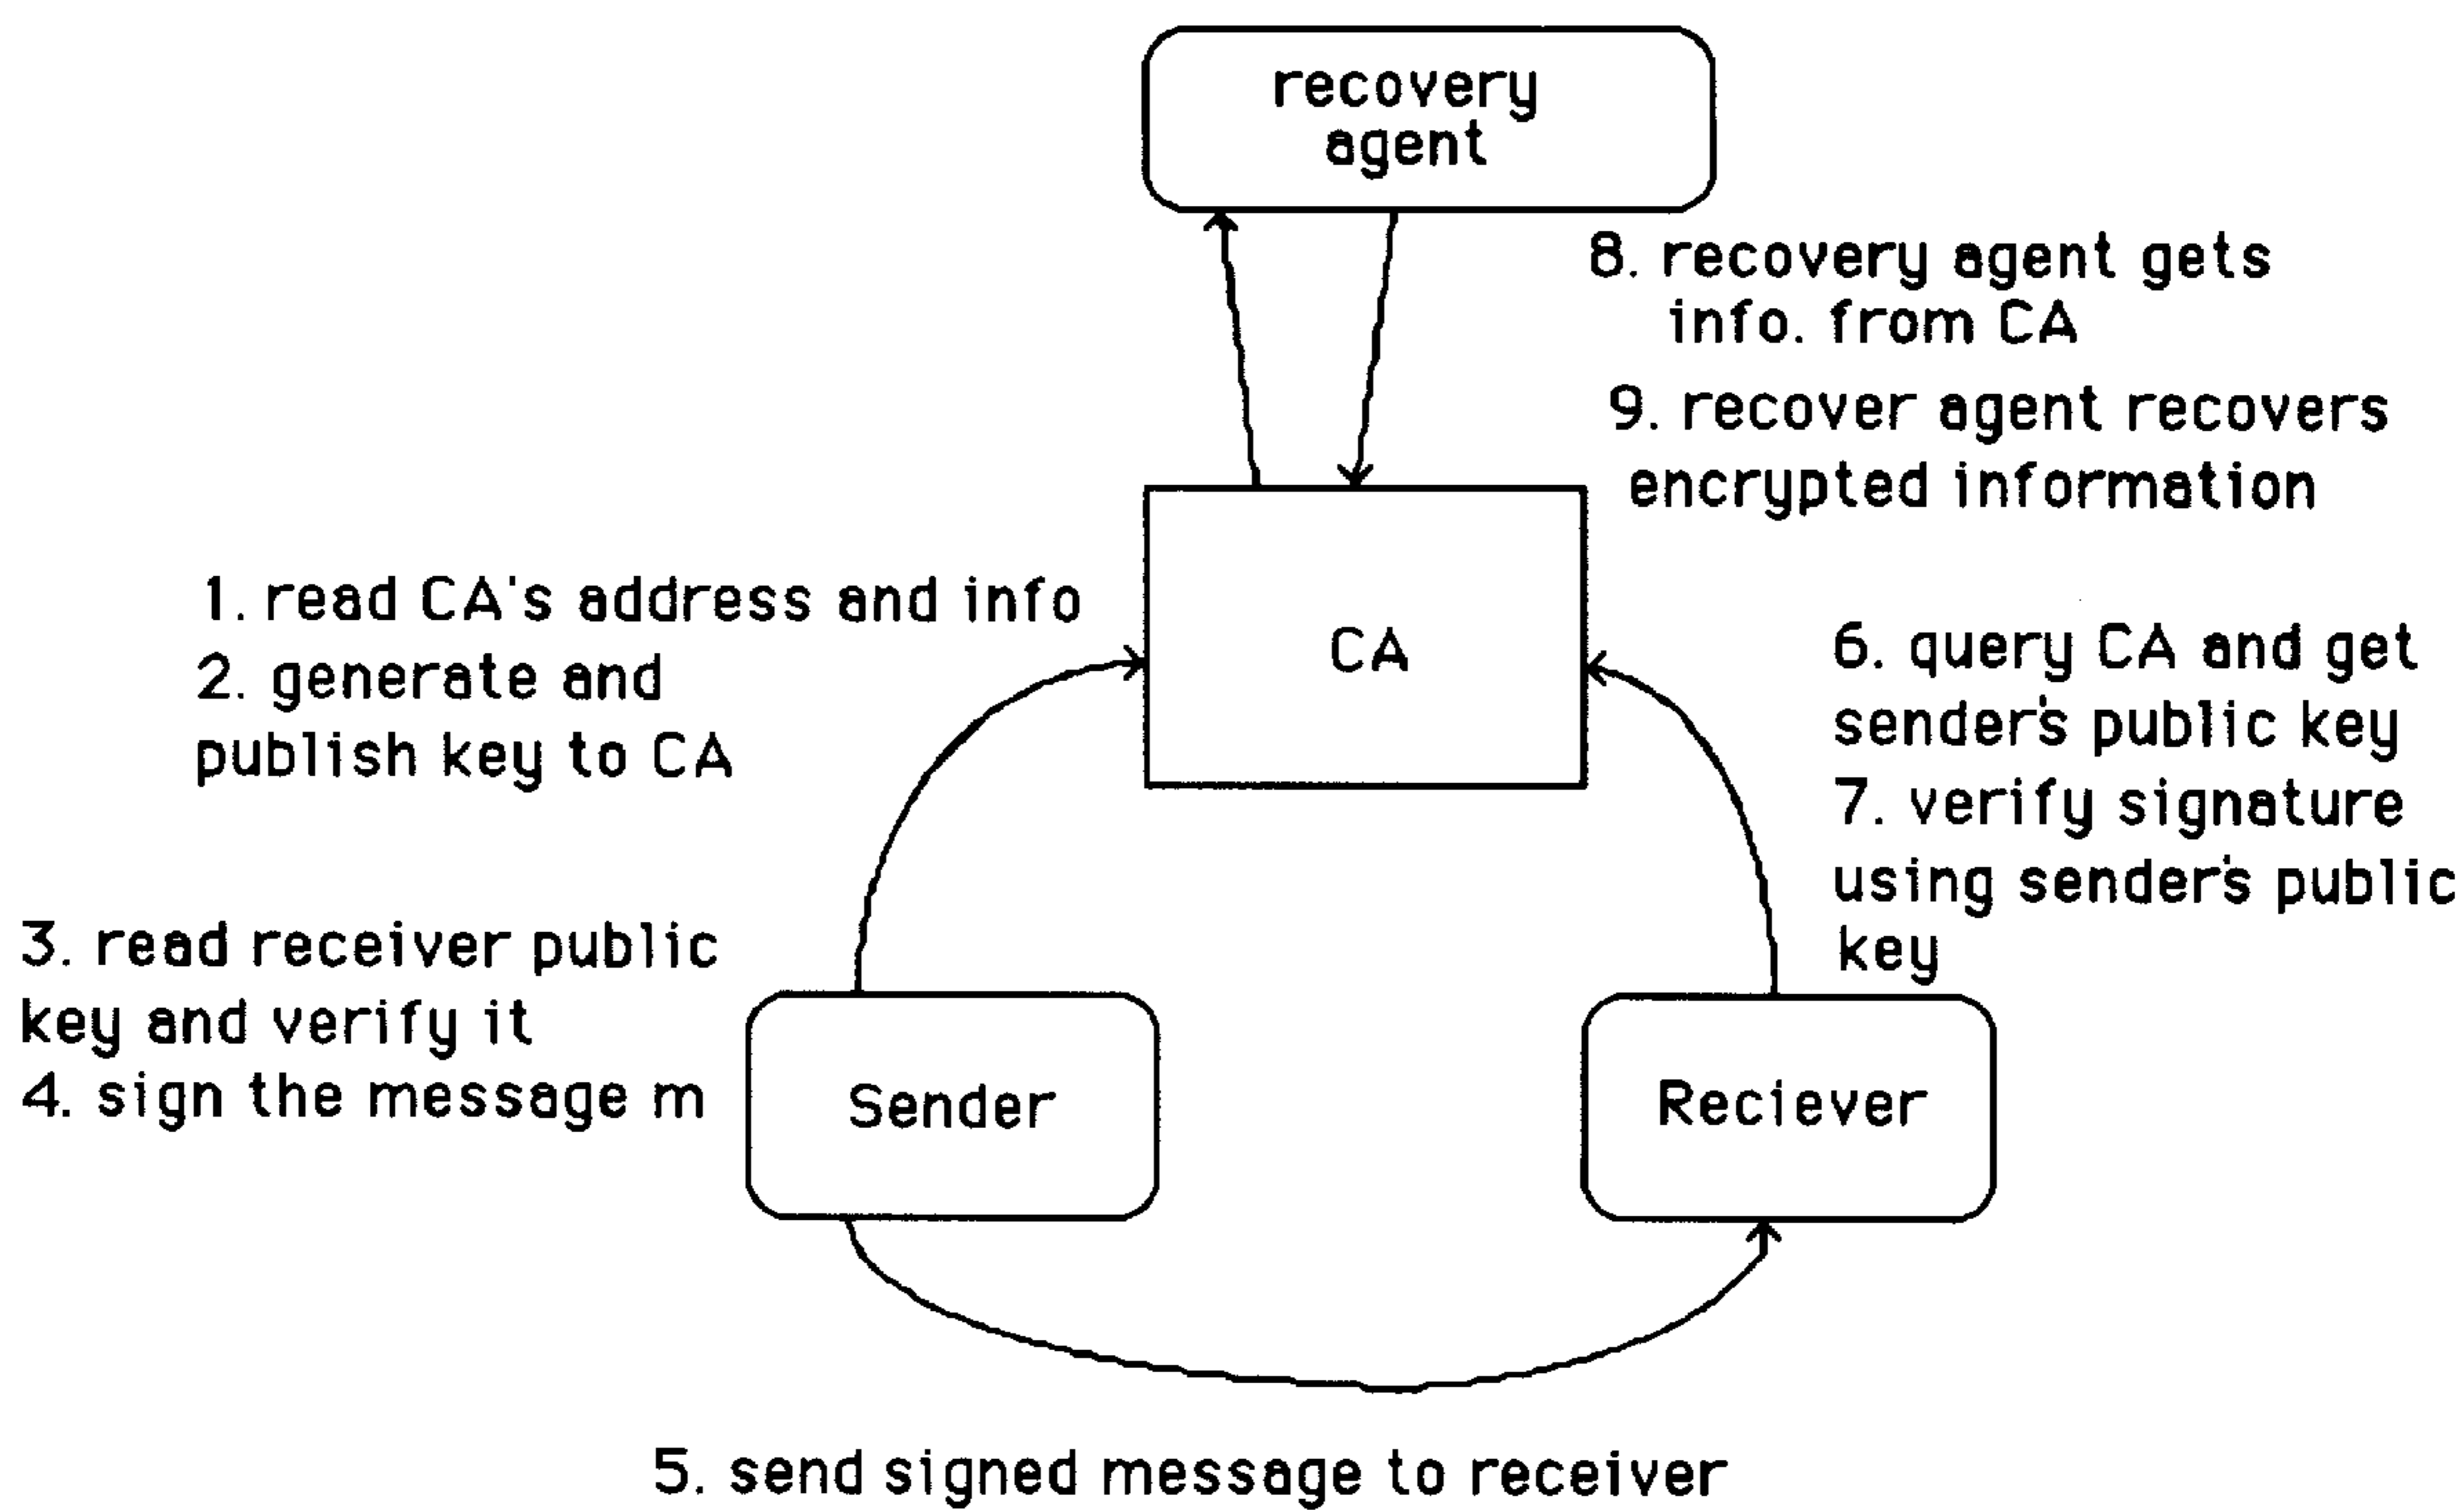 recovery
agent
8. recovery agent gets
info. from CA
9. recover agent recovers
encrypted information
1. read CA's address and info
2. generate and
publish key to CA
CA
6. query CA and get
sender's public key
7. verify signature
using sender's public
key
3. read receiver public
key and verify it
4. sign the message m
Sender
Reciever
5. send signed message to receiver